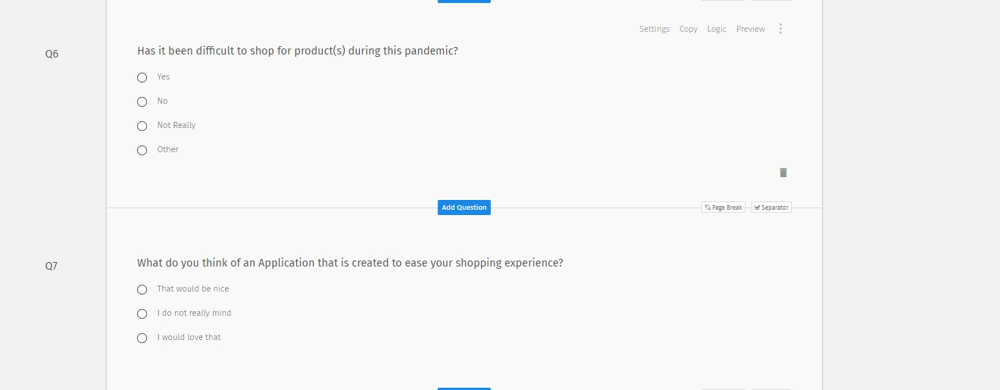 Settings Copy Logic Preview
Q6
Has it been difficult to shop for product(s) during this pandemic?
Yes
No
Not Really
Other
Add Question
Page Break
Separator
Q7
What do you think of an Application that is created to ease your shopping experience?
That would be nice
I do not really mind
I would love that